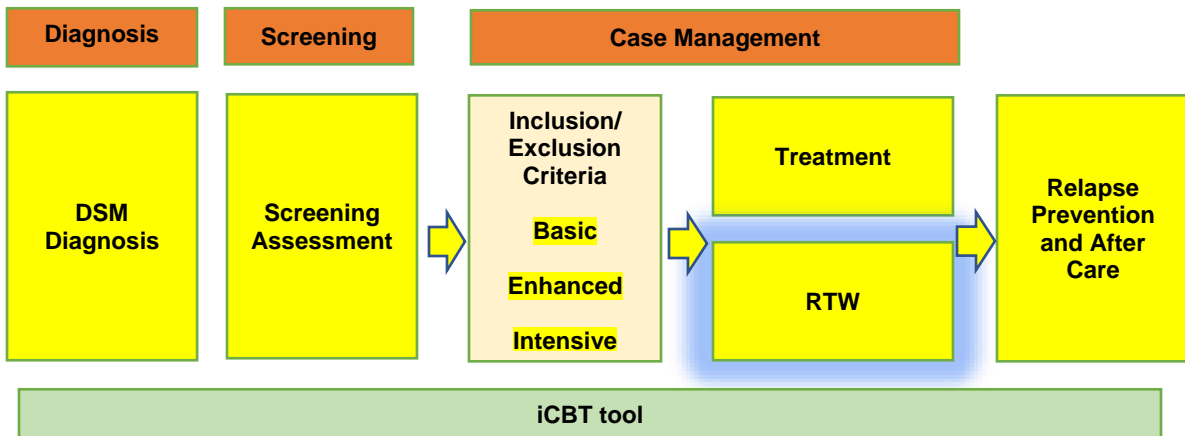 Diagnosis
Screening
Case Management
DSM
Diagnosis
Screening
Assessment
Inclusion/
Exclusion
Criteria
Basic
Enhanced
Intensive
Treatment
RTW
Relapse
Prevention
and After
Care
iCBT tool